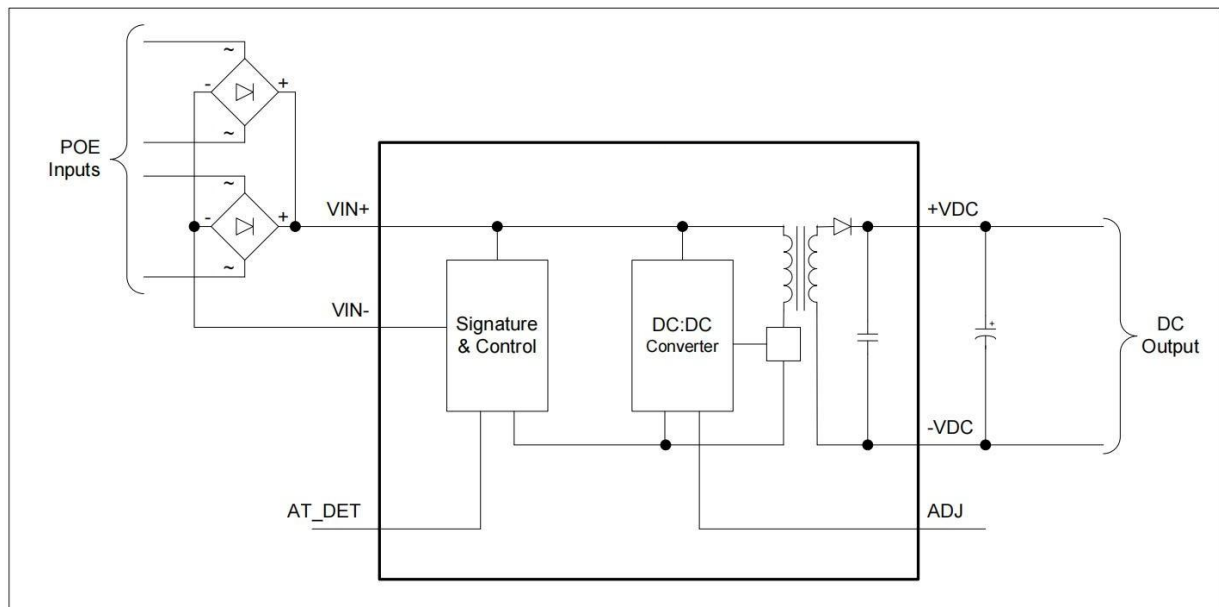 ~
-
+
~
POE
Inputs
~
-
+
~
VIN+
VIN-
Signature
& Control
DC:DC
Converter
+VDC
+
DC
Output
-VDC
AT_DET
ADJ